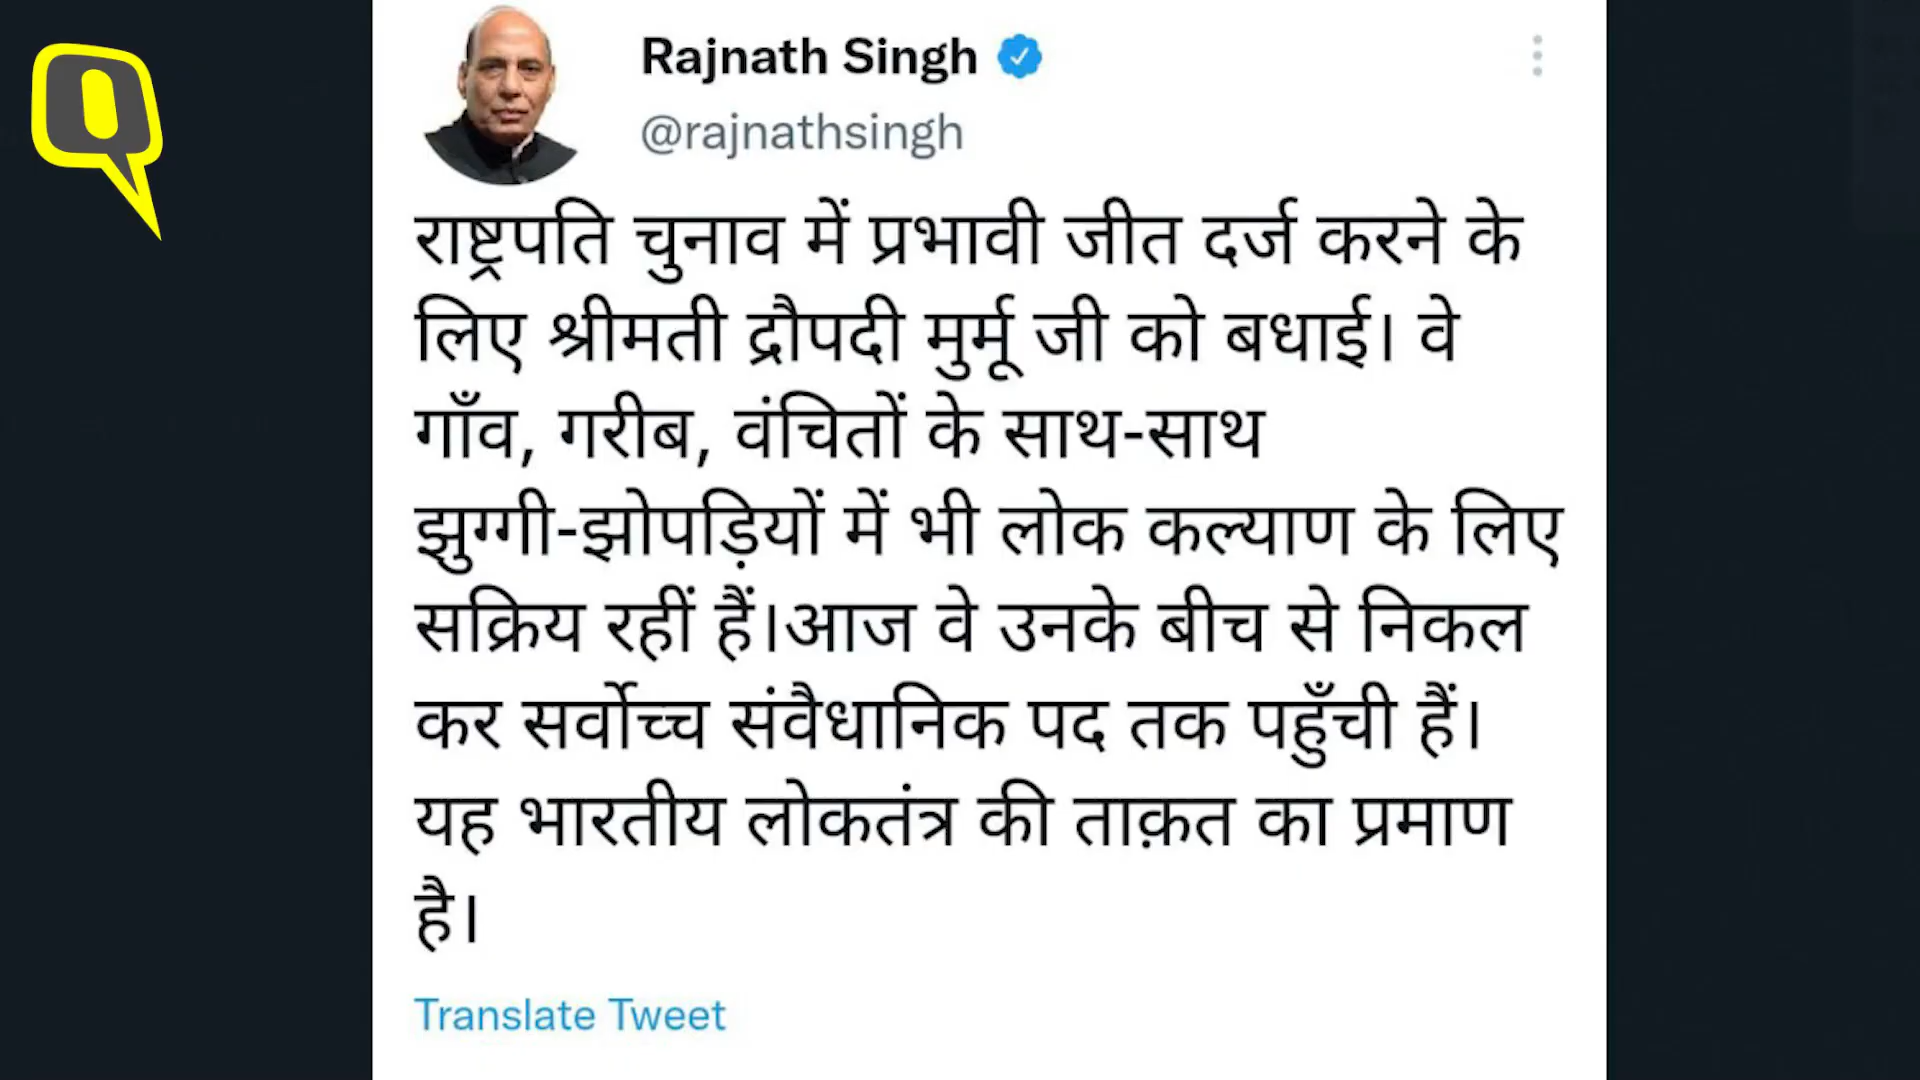 Q
Rajnath Singh
@rajnathsingh
राष्ट्रपति चुनाव में प्रभावी जीत दर्ज करने के
लिए श्रीमती द्रौपदी मुर्मू जी को बधाई। वे
गाँव, गरीब, वंचितों के साथ-साथ
झुग्गी-झोपड़ियों में भी लोक कल्याण के लिए
सक्रिय रहीं हैं।आज वे उनके बीच से निकल
कर सर्वोच्च संवैधानिक पद तक पहुँची हैं।
यह भारतीय लोकतंत्र की ताक़त का प्रमाण
है।
Translate Tweet